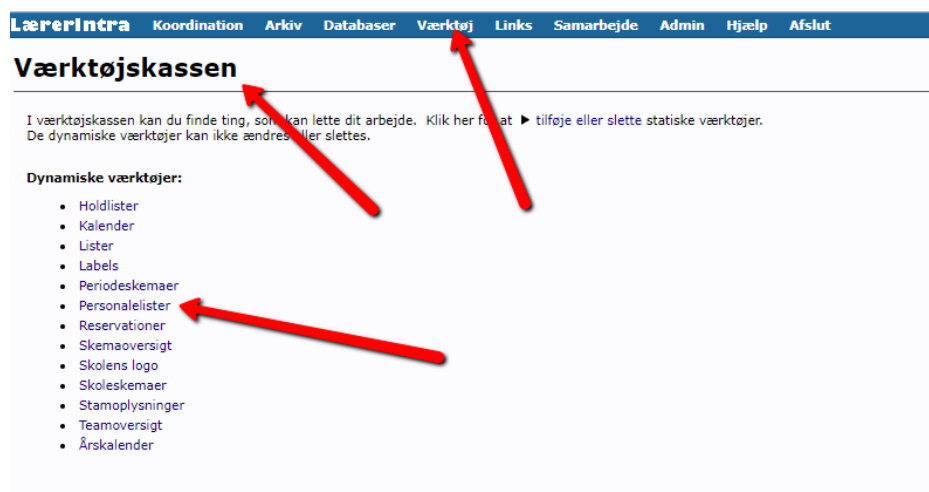 LærerIntra Koordination Arkiv Databaser Værktøj Links Samarbejde Admin Hjælp Afslut
Værktøjskassen
I værktøjskassen kan du finde ting, som kan lette dit arbejde. Klik her for at ▶ tilføje eller slette statiske værktøjer.
De dynamiske værktøjer kan ikke ændres eller slettes.
Dynamiske værktøjer:
• Holdlister
• Kalender
• Lister
• Labels
• Periodeskemaer
• Personalelister
• Reservationer
• Skemaoversigt
• Skolens logo
• Skoleskemaer
• Stamoplysninger
• Teamoversigt
• Årskalender